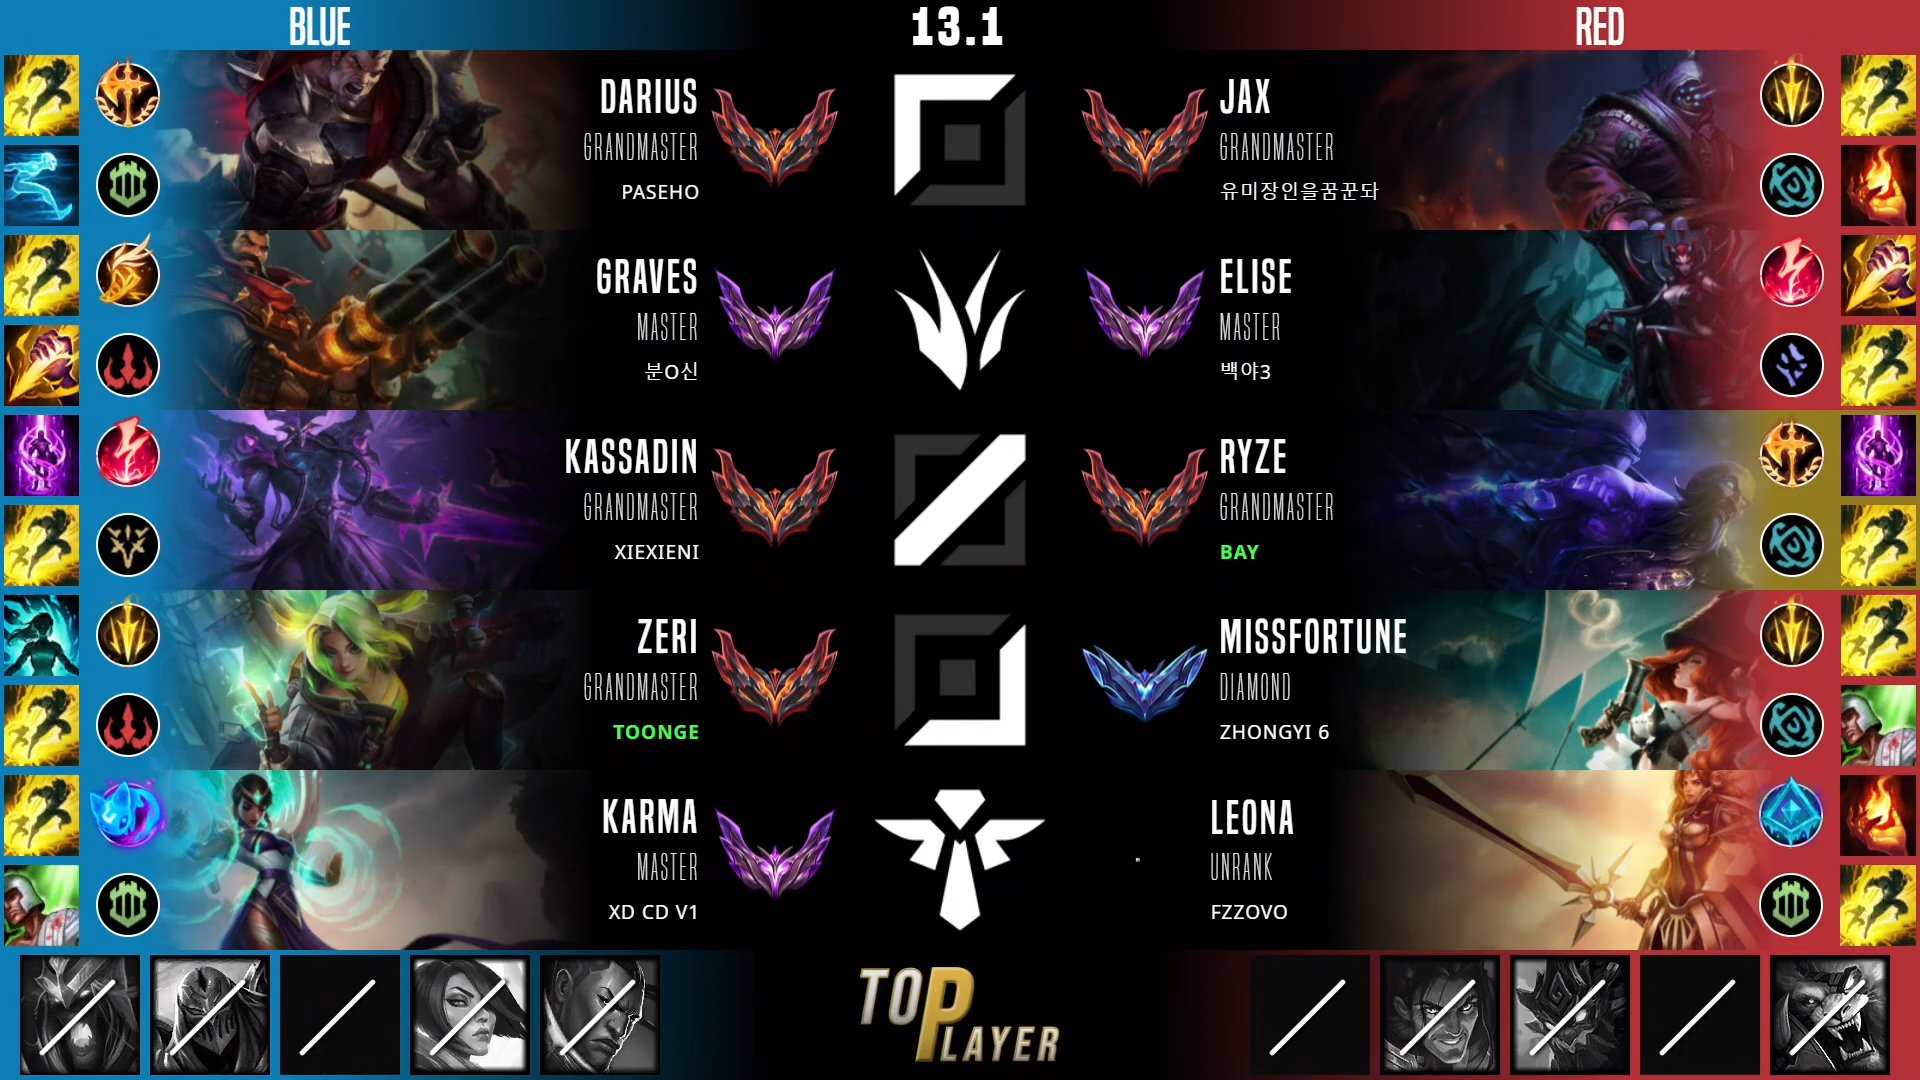 BLUE
13.1
RED
DARIUS
GRANDMASTER
PASEHO
JAX
GRANDMASTER
유미장인을꿈꾼돠
GRAVES
MASTER
분O신
ELISE
MASTER
백야3
KASSADIN
GRANDMASTER
XIEXIENI
RYZE
GRANDMASTER
BAY
ZERI
GRANDMASTER
TOONGE
MISSFORTUNE
DIAMOND
ZHONGYI 6
KARMA
MASTER
XD CD V1
LEONA
UNRANK
FZZOVO
TOP
PLAYER